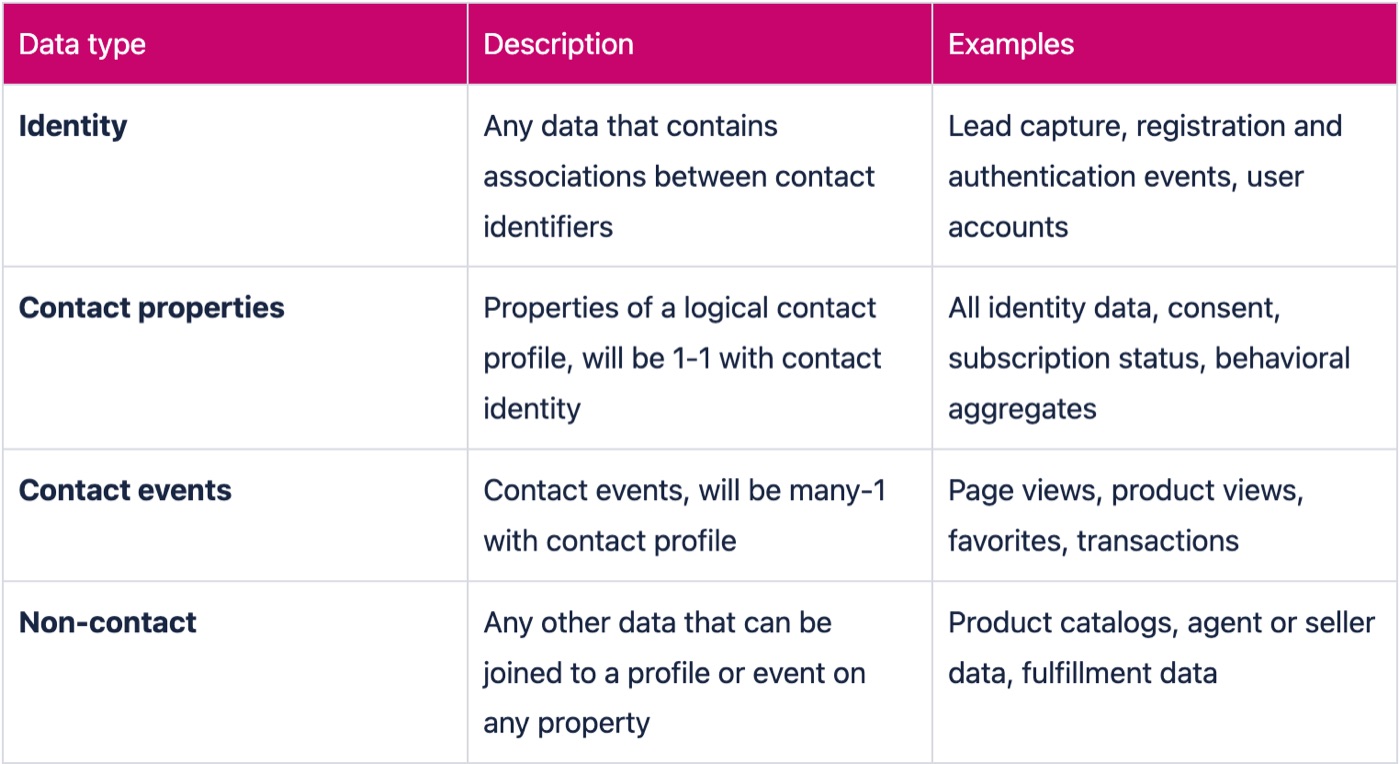 Data type
Description
Examples
Identity
Any data that contains
associations between contact
identifiers
Lead capture, registration and
authentication events, user
accounts
Contact properties
Properties of a logical contact
profile, will be 1-1 with contact
identity
All identity data, consent,
subscription status, behavioral
aggregates
Contact events
Contact events, will be many-1
with contact profile
Page views, product views,
favorites, transactions
Non-contact
Any other data that can be
joined to a profile or event on
any property
Product catalogs, agent or seller
data, fulfillment data